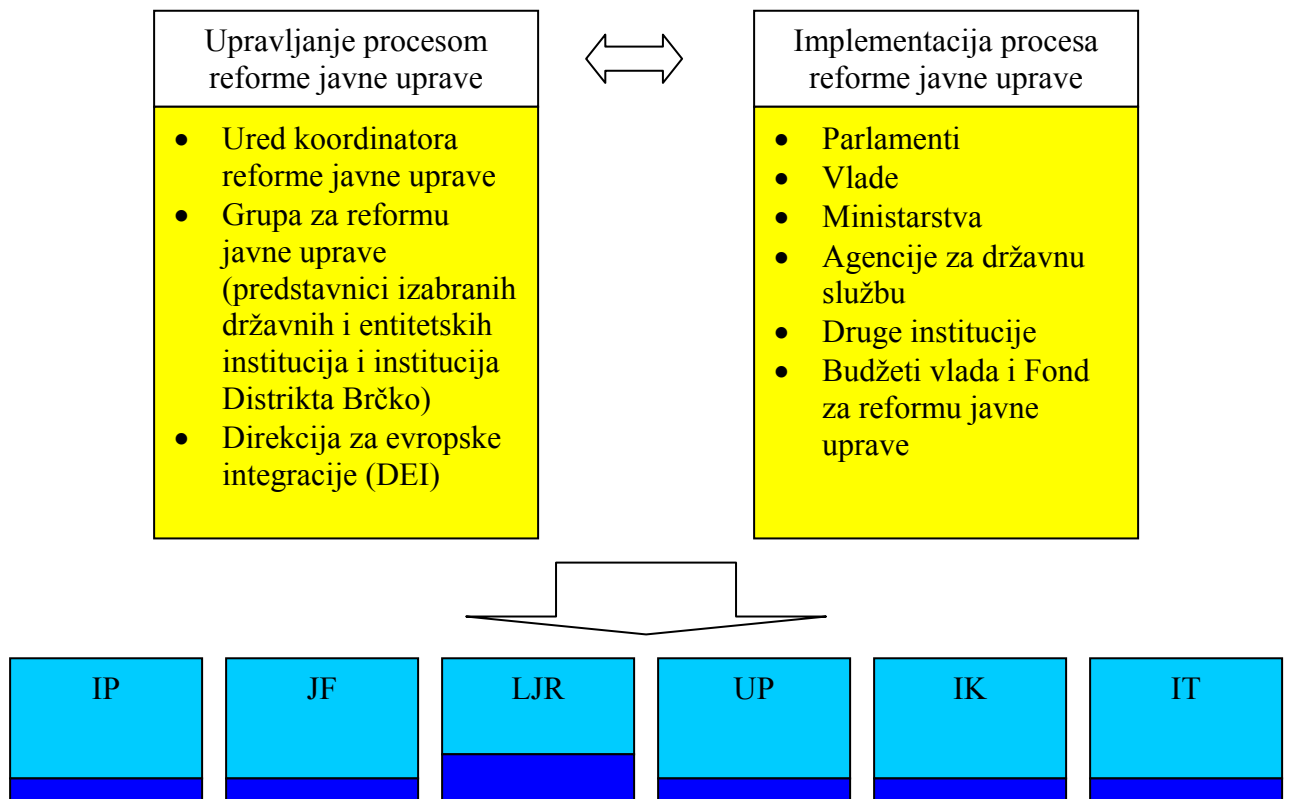 Upravljanje procesom
reforme javne uprave
• Ured koordinatora
reforme javne uprave
• Grupa za reformu
javne uprave
(predstavnici izabranih
državnih i entitetskih
institucija i institucija
Distrikta Brčko)
• Direkcija za evropske
integracije (DEI)
Implementacija procesa
reforme javne uprave
• Parlamenti
• Vlade
• Ministarstva
• Agencije za državnu
službu
• Druge institucije
• Budžeti vlada i Fond
za reformu javne
uprave
IP
JF
LJR
UP
IK
IT